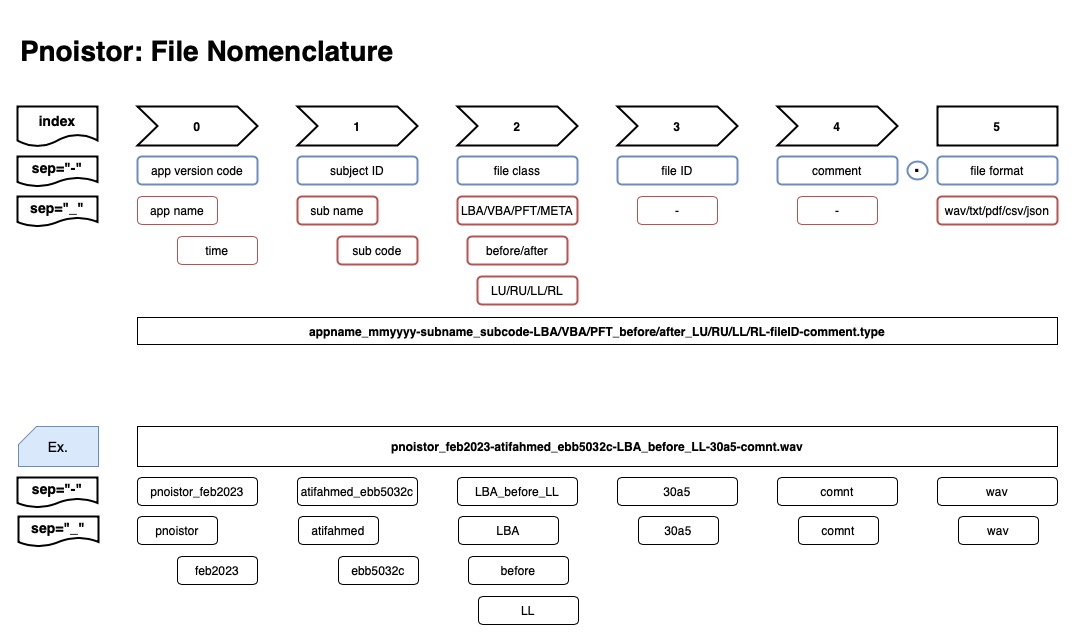 Pnoistor: File Nomenclature
index 0 1 2 3 4 5
sep="-" app version code subject ID file class file ID comment . file format
sep="_" app name sub name LBA/VBA/PFT/META - - wav/txt/pdf/csv/json
time sub code before/after
LU/RU/LL/RL
appname_mmyyyy-subname_subcode-LBA/VBA/PFT_before/after_LU/RU/LL/RL-fileID-comment.type
Ex. pnoistor_feb2023-atifahmed_ebb5032c-LBA_before_LL-30a5-comnt.wav
sep="-" pnoistor_feb2023 atifahmed_ebb5032c LBA_before_LL 30a5 comnt wav
sep="_" pnoistor atifahmed LBA 30a5 comnt wav
feb2023 ebb5032c before
LL